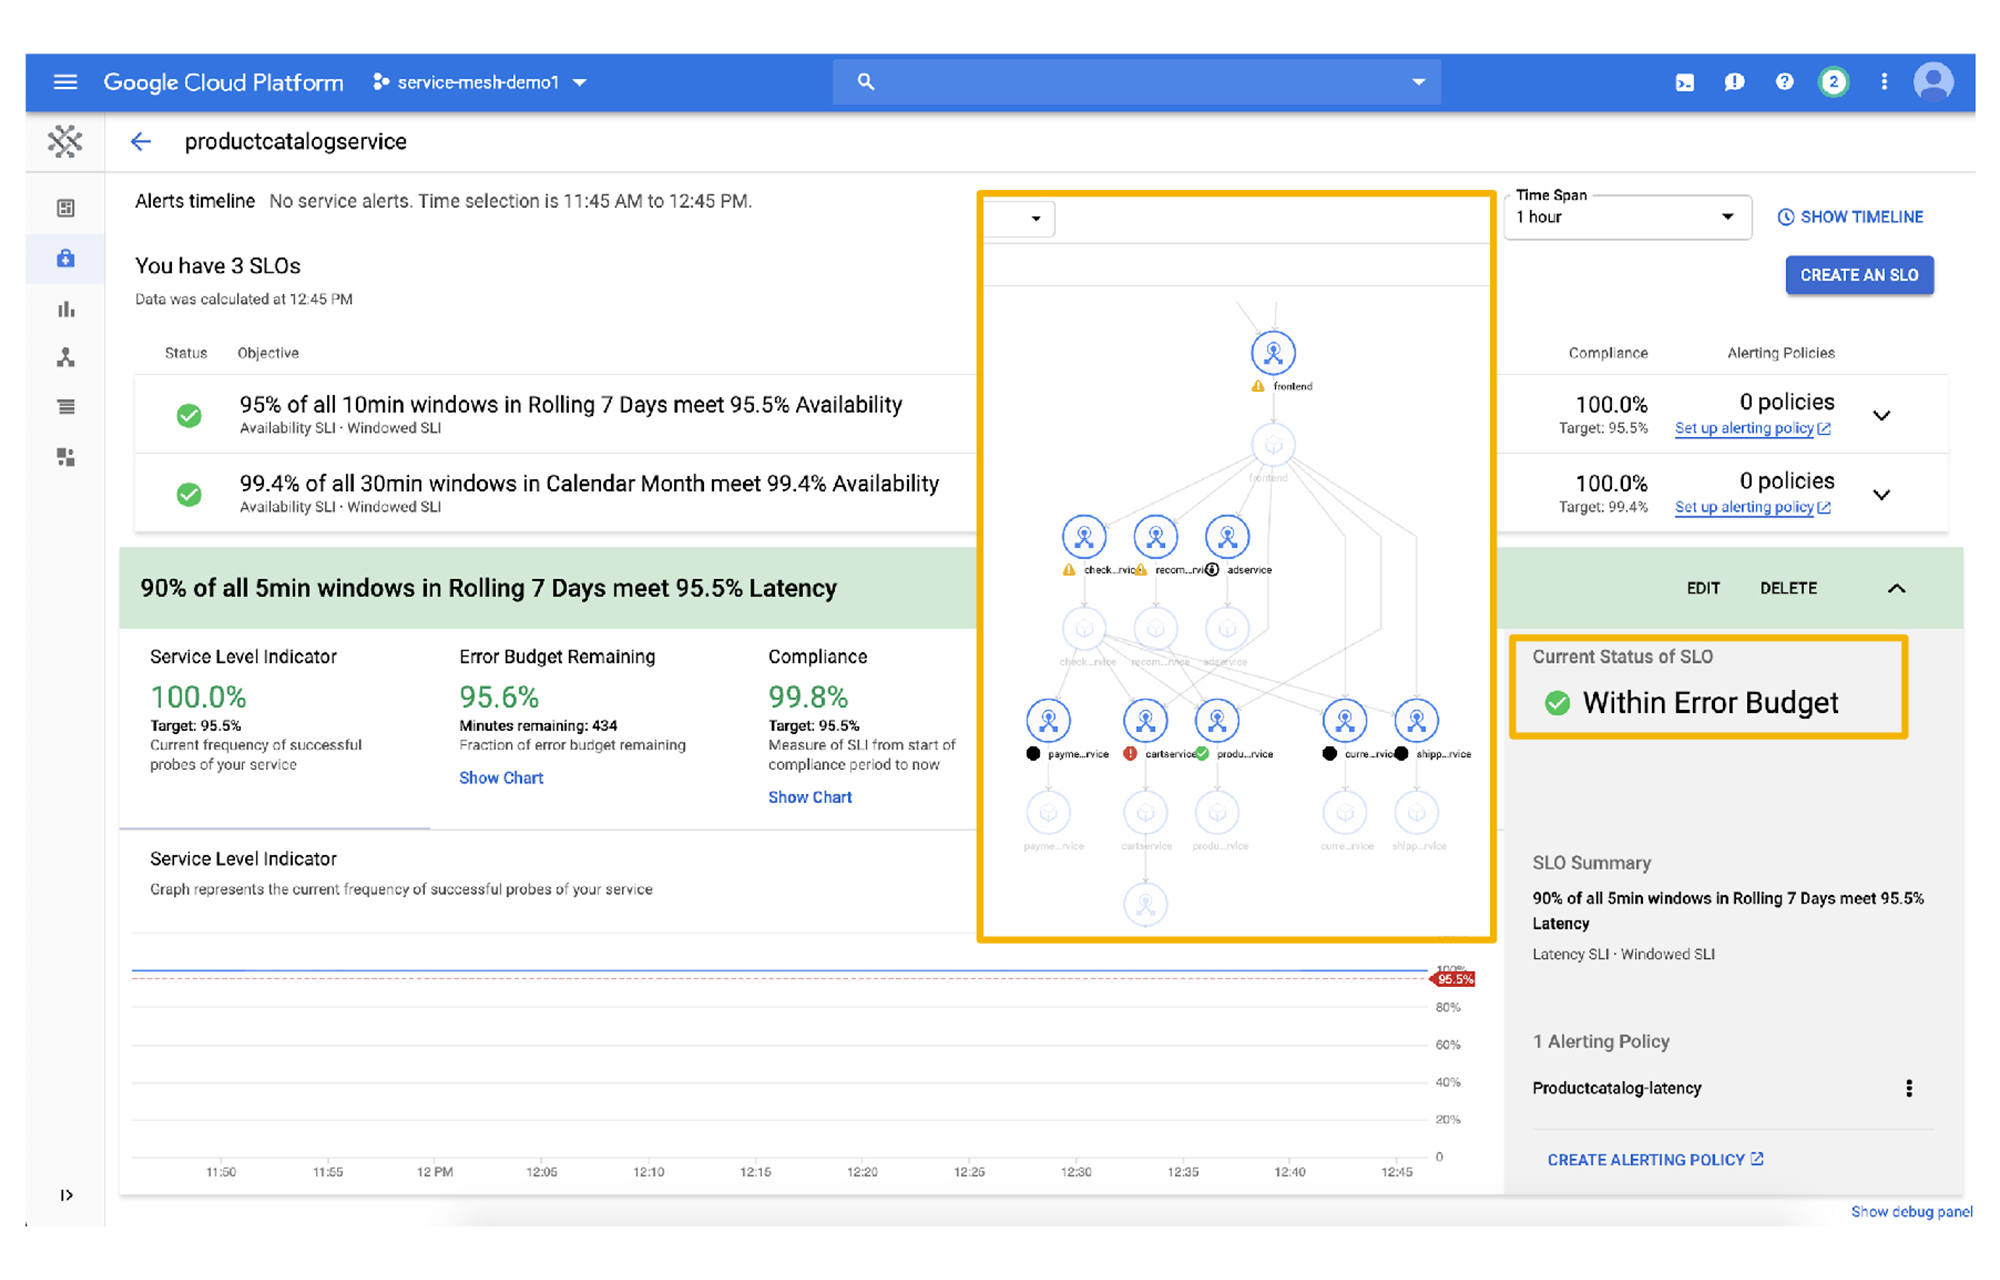 Google Cloud Platform
service-mesh-demo1
2
productcatalogservice
Alerts timeline No service alerts. Time selection is 11:45 AM to 12:45 PM.
Time Span
1 hour
SHOW TIMELINE
You have 3 SLOs
Data was calculated at 12:45 PM
CREATE AN SLO
Status Objective
Compliance Alerting Policies
95% of all 10min windows in Rolling 7 Days meet 95.5% Availability
Availability SLI · Windowed SLI
100.0%
Target: 95.5%
0 policies
Set up alerting policy
99.4% of all 30min windows in Calendar Month meet 99.4% Availability
Availability SLI · Windowed SLI
100.0%
Target: 99.4%
0 policies
Set up alerting policy
frontend
frontend
check...rvice
recom...rvice
adservice
check...rvice
recom...rvice
adservice
payme...rvice
cartservice
produ...rvice
curre...rvice
shipp...rvice
payme...rvice
cartservice
produ...rvice
curre...rvice
shipp...rvice
90% of all 5min windows in Rolling 7 Days meet 95.5% Latency
EDIT DELETE
Service Level Indicator
100.0%
Target: 95.5%
Current frequency of successful
probes of your service
Error Budget Remaining
95.6%
Minutes remaining: 434
Fraction of error budget remaining
Show Chart
Compliance
99.8%
Target: 95.5%
Measure of SLI from start of
compliance period to now
Show Chart
Current Status of SLO
Within Error Budget
Service Level Indicator
Graph represents the current frequency of successful probes of your service
100%
95.5%
80%
60%
40%
20%
0
11:50 11:55 12 PM 12:05 12:10 12:15 12:20 12:25 12:30 12:35 12:40 12:45
SLO Summary
90% of all 5min windows in Rolling 7 Days meet 95.5%
Latency
Latency SLI · Windowed SLI
1 Alerting Policy
Productcatalog-latency
CREATE ALERTING POLICY
Show debug panel